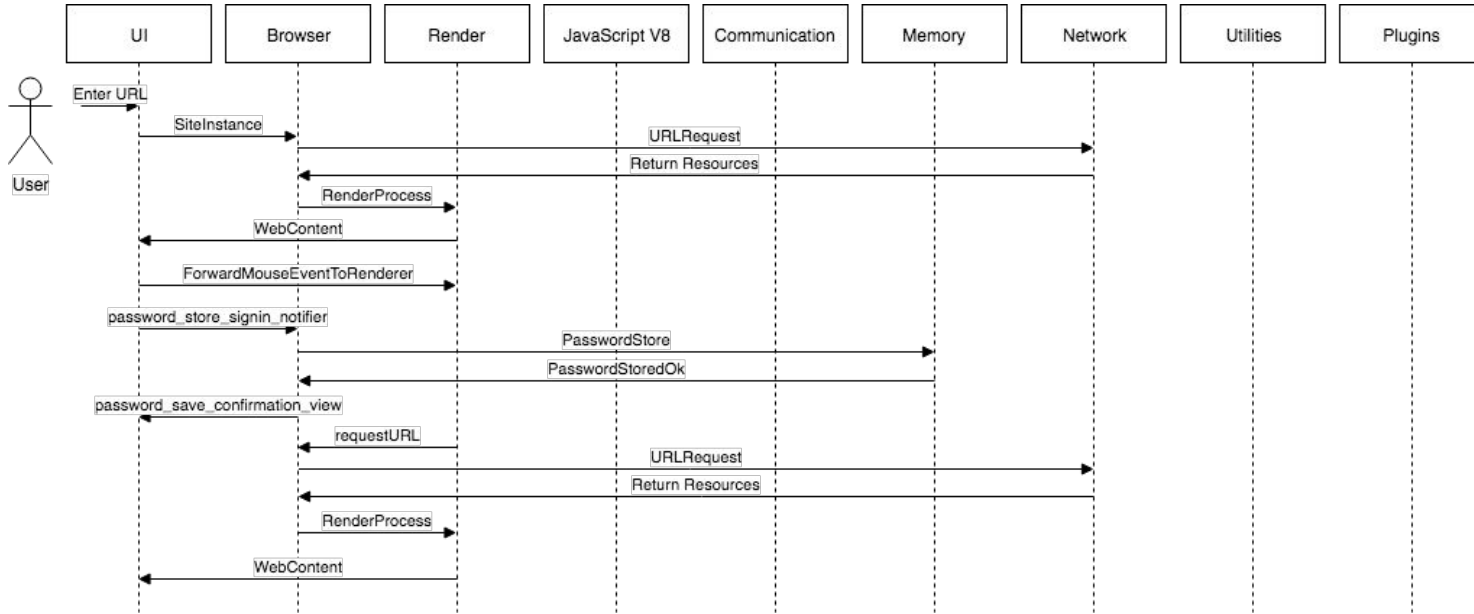 UI
Browser
Render
JavaScript V8
Communication
Memory
Network
Utilities
Plugins
Enter URL
User
SiteInstance
URLRequest
Return Resources
RenderProcess
WebContent
ForwardMouseEventToRenderer
password_store_signin_notifier
PasswordStore
PasswordStoredOk
password_save_confirmation_view
requestURL
URLRequest
Return Resources
RenderProcess
WebContent